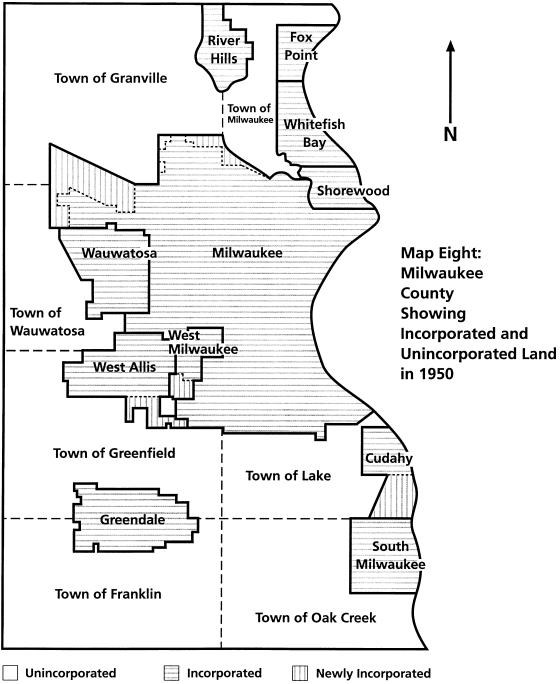 River
Hills
Fox
Point
Town of Granville
Town of
Milwaukee
Whitefish
Bay
N
Shorewood
Wauwatosa
Milwaukee
Map Eight:
Milwaukee
County
Showing
Incorporated and
Unincorporated Land
in 1950
Town of
Wauwatosa
West
Milwaukee
West Allis
Town of Greenfield
Cudahy
Town of Lake
Greendale
South
Milwaukee
Town of Franklin
Town of Oak Creek
Unincorporated
Incorporated
Newly Incorporated